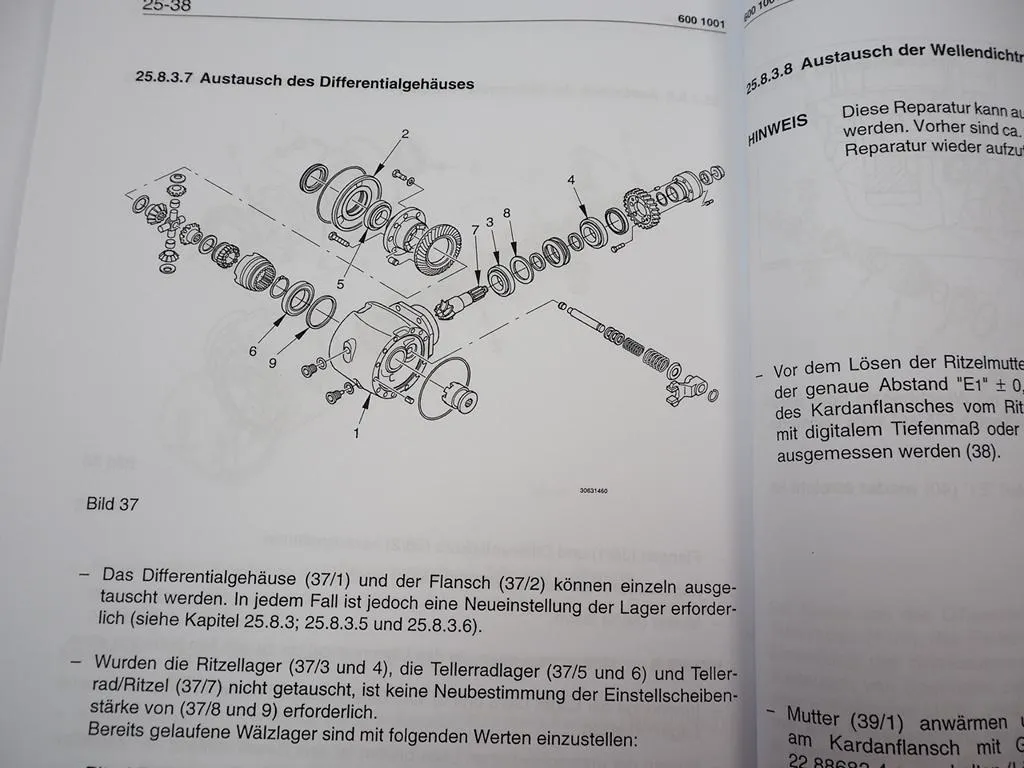 25-38
600 1001
25.8.3.7 Austausch des Differentialgehäuses
2
4
8
3
7
5
6
9
1
30631460
Bild 37
– Das Differentialgehäuse (37/1) und der Flansch (37/2) können einzeln ausge-
tauscht werden. In jedem Fall ist jedoch eine Neueinstellung der Lager erforder-
lich (siehe Kapitel 25.8.3; 25.8.3.5 und 25.8.3.6).
– Wurden die Ritzellager (37/3 und 4), die Tellerradlager (37/5 und 6) und Teller-
rad/Ritzel (37/7) nicht getauscht, ist keine Neubestimmung der Einstellscheiben-
stärke von (37/8 und 9) erforderlich.
Bereits gelaufene Wälzlager sind mit folgenden Werten einzustellen:
600 100
25.8.3.8 Austausch der Wellendichtr
HINWEIS
Diese Reparatur kann au
werden. Vorher sind ca.
Reparatur wieder aufzu
– Vor dem Lösen der Ritzelmutte
der genaue Abstand "E1" ± 0,
des Kardanflansches vom Rit
mit digitalem Tiefenmaß oder
ausgemessen werden (38).
– Mutter (39/1) anwärmen
am Kardanflansch mit G